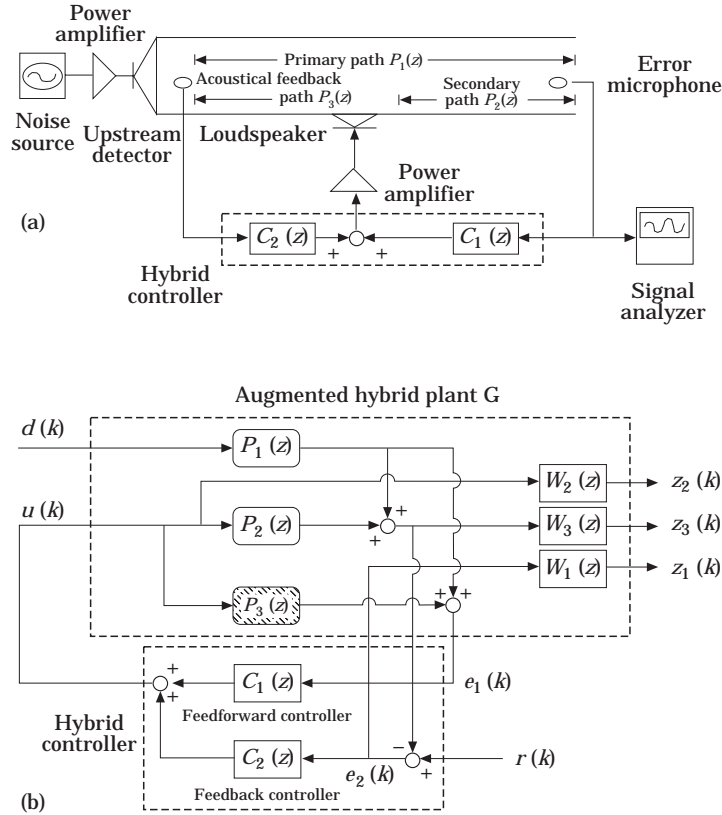 Power
amplifier
Primary path P₁(z)
Acoustical feedback
path P₃(z)
Secondary
path P₂(z)
Error
microphone
Noise
source
Upstream
detector
Loudspeaker
Power
amplifier
(a)
C₂ (z)
C₁ (z)
+ +
Hybrid
controller
Signal
analyzer
Augmented hybrid plant G
d (k)
P₁ (z)
W₂ (z)
z₂ (k)
u (k)
P₂ (z)
+
+
W₃ (z)
z₃ (k)
W₁ (z)
z₁ (k)
P₃ (z)
+ +
+
+
C₁ (z)
e₁ (k)
Feedforward controller
Hybrid
controller
C₂ (z)
e₂ (k)
−
+
r (k)
Feedback controller
(b)